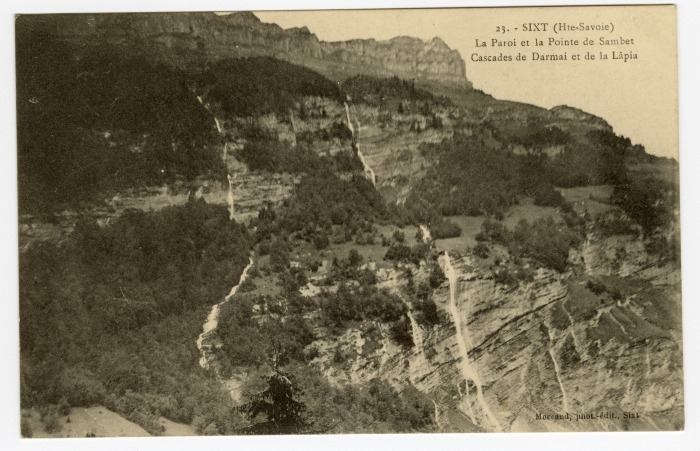 23. - SIXT (Hte-Savoie)
La Paroi et la Pointe de Sambet
Cascades de Darmai et de la Lâpia
Moccand, phot.-édit., Sixt